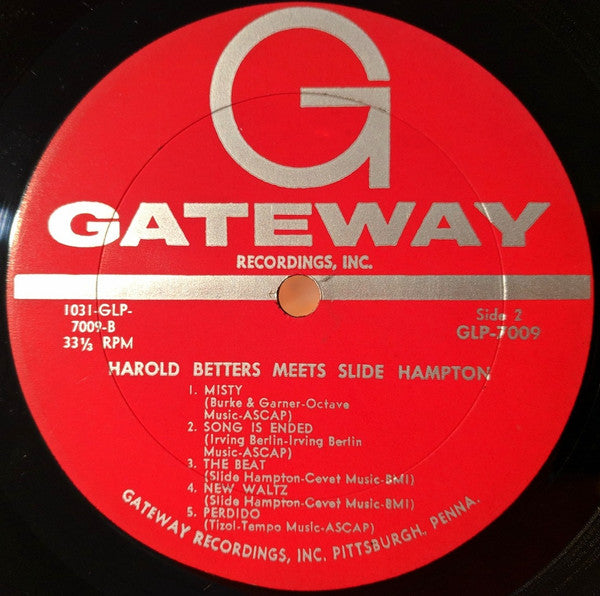 G
GATEWAY
RECORDINGS, INC.
1031-GLP-
7009-B
33⅓ RPM
Side 2
GLP-7009
HAROLD BETTERS MEETS SLIDE HAMPTON
1. MISTY
(Burke & Garner-Octave
Music-ASCAP)
2. SONG IS ENDED
(Irving Berlin-Irving Berlin
Music-ASCAP)
3. THE BEAT
(Slide Hampton-Cevet Music-BMI)
4. NEW WALTZ
(Slide Hampton-Cevet Music-BMI)
5. PERDIDO
(Tizol-Tempo Music-ASCAP)
GATEWAY RECORDINGS, INC. PITTSBURGH, PENNA.